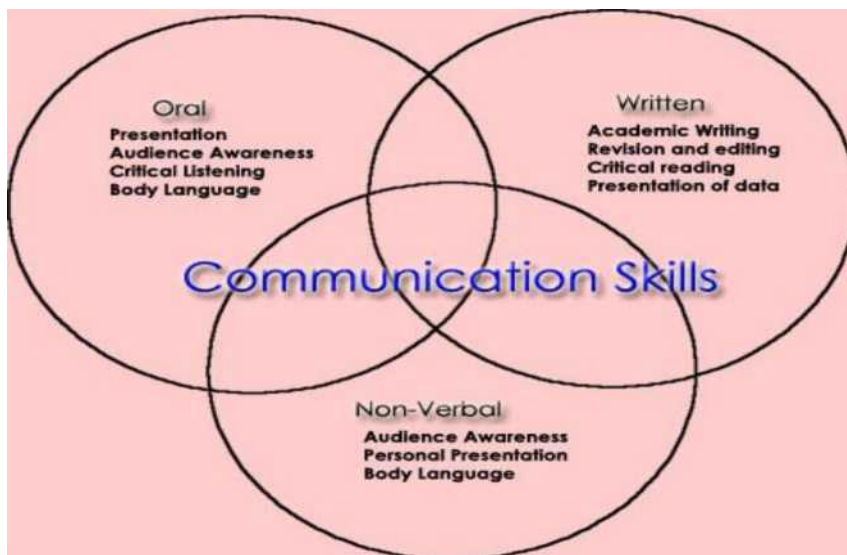 Oral
Presentation
Audience Awareness
Critical Listening
Body Language
Written
Academic Writing
Revision and editing
Critical reading
Presentation of data
Communication Skills
Non-Verbal
Audience Awareness
Personal Presentation
Body Language